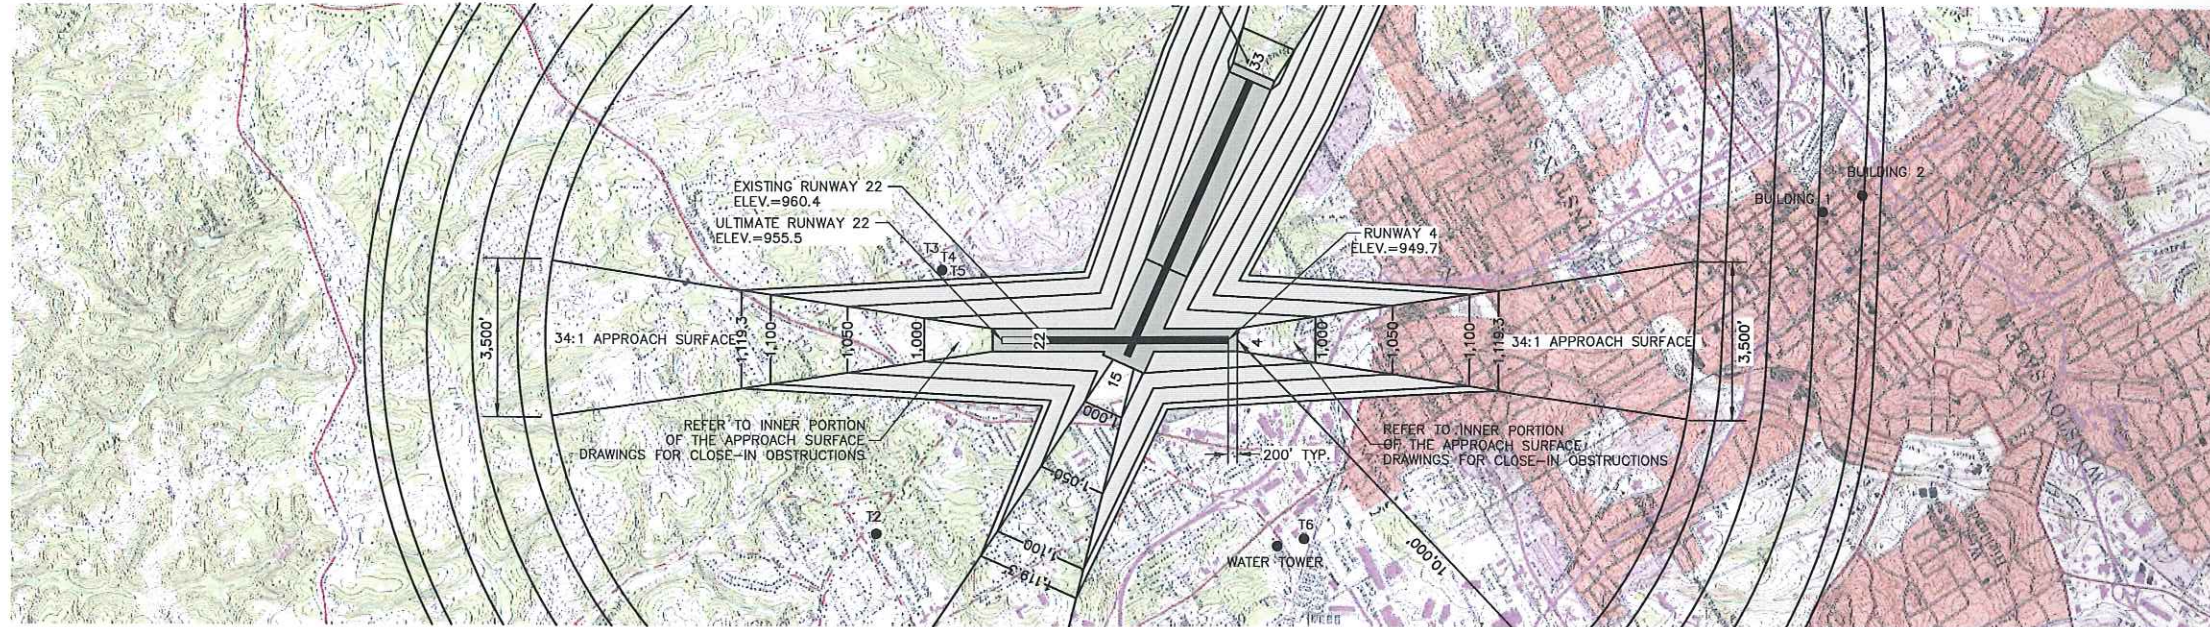 33
EXISTING RUNWAY 22
ELEV.=960.4
ULTIMATE RUNWAY 22
ELEV.=955.5
T3
T4
T5
BUILDING 1
BUILDING 2
RUNWAY 4
ELEV.=949.7
3,500'
34:1 APPROACH SURFACE
1,119.3
1,100
1,050
1,000
22
4
1,000
1,050
1,100
1,119.3
34:1 APPROACH SURFACE
3,500'
15
1,000
REFER TO INNER PORTION
OF THE APPROACH SURFACE
DRAWINGS FOR CLOSE-IN OBSTRUCTIONS
200' TYP.
REFER TO INNER PORTION
OF THE APPROACH SURFACE
DRAWINGS FOR CLOSE-IN OBSTRUCTIONS
1,050
1,100
1,119.3
T2
T6
WATER TOWER
10,000'